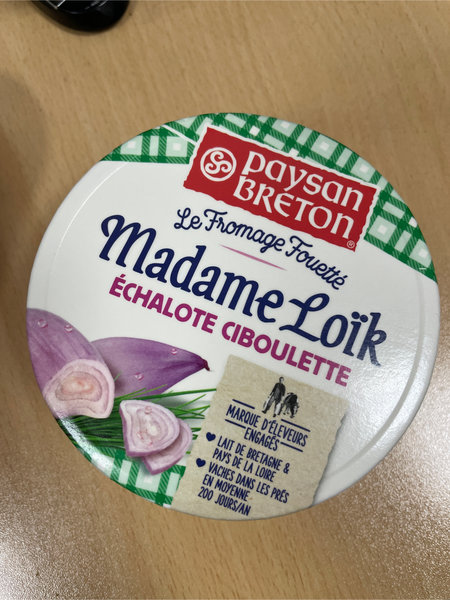 Paysan
Breton®
Le Fromage Fouetté
Madame Loïk
ÉCHALOTE CIBOULETTE
MARQUE D'ÉLEVEURS
ENGAGÉS
LAIT DE BRETAGNE &
PAYS DE LA LOIRE
VACHES DANS LES PRÉS
EN MOYENNE
200 JOURS/AN